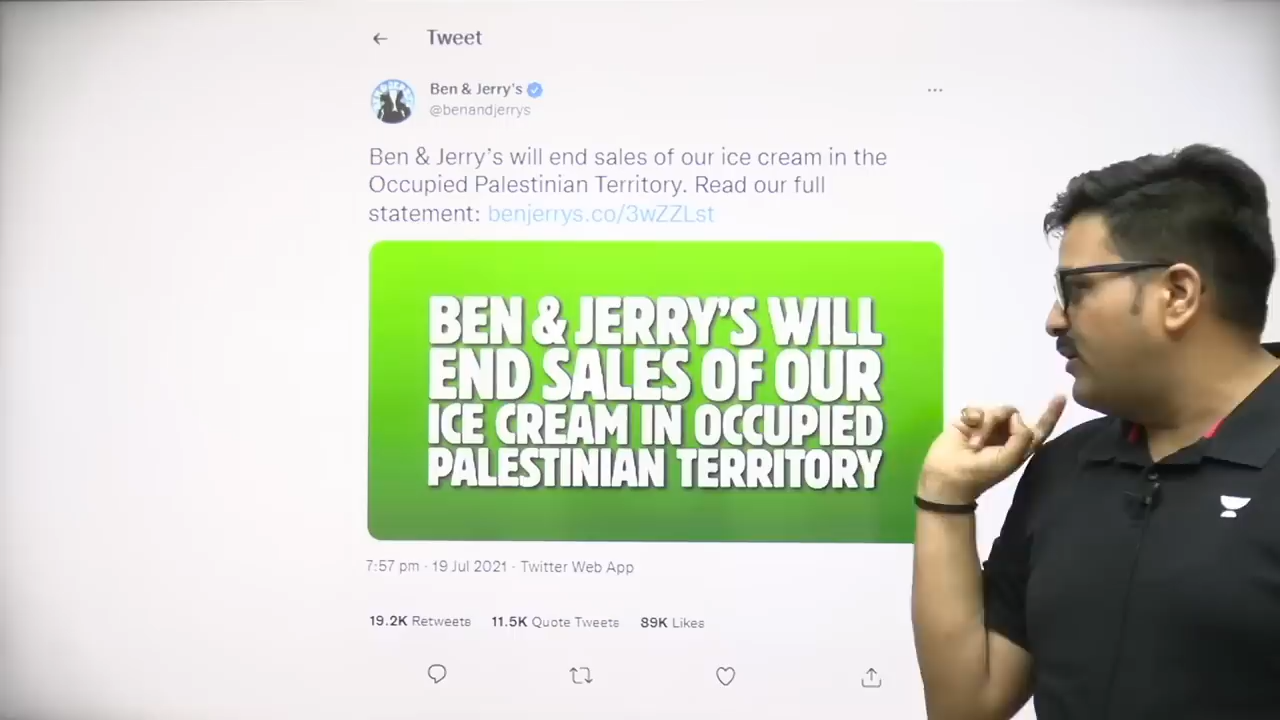 Tweet
Ben & Jerry's
@benandjerrys
Ben & Jerry's will end sales of our ice cream in the
Occupied Palestinian Territory. Read our full
statement: benjerrys.co/3wZZLst
BEN & JERRY'S WILL
END SALES OF OUR
ICE CREAM IN OCCUPIED
PALESTINIAN TERRITORY
7:57 pm · 19 Jul 2021 · Twitter Web App
19.2K Retweets 11.5K Quote Tweets 89K Likes